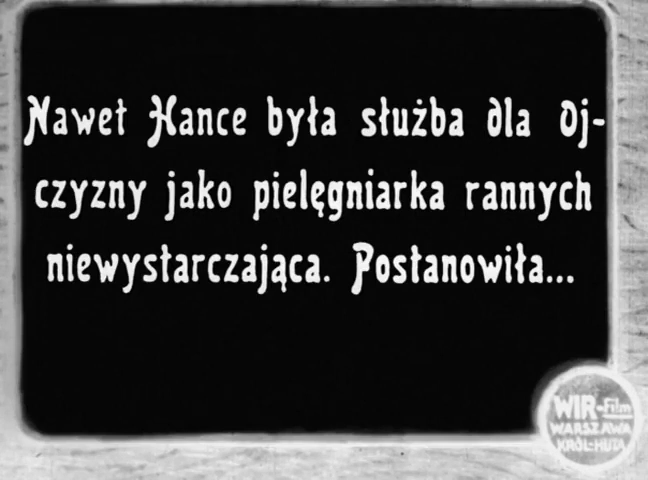 Nawet Hance była służba dla Oj-
czyzny jako pielęgniarka rannych
niewystarczająca. Postanowiła...
WIR-Film
WARSZAWA
KRÓL-HUTA